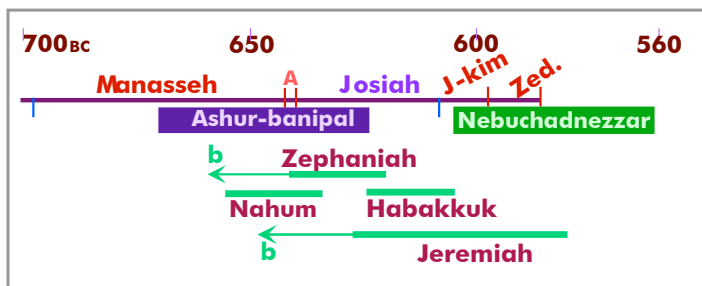 700BC 650 600 560
Manasseh A Josiah J-kim Zed.
Ashur-banipal Nebuchadnezzar
b Zephaniah
Nahum Habakkuk
b Jeremiah